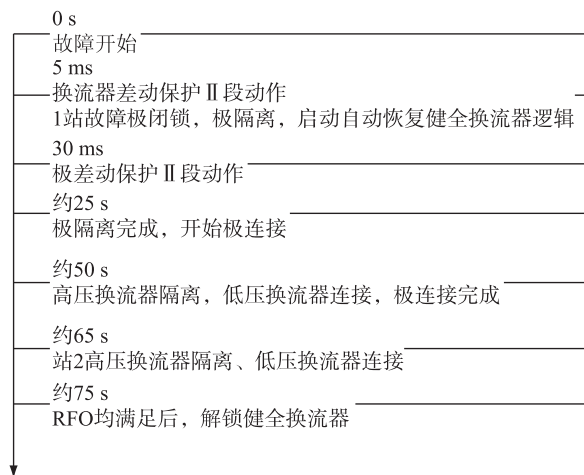 0 s
故障开始
5 ms
换流器差动保护Ⅱ段动作
1站故障极闭锁，极隔离，启动自动恢复健全换流器逻辑
30 ms
极差动保护Ⅱ段动作
约25 s
极隔离完成，开始极连接
约50 s
高压换流器隔离，低压换流器连接，极连接完成
约65 s
站2高压换流器隔离、低压换流器连接
约75 s
RFO均满足后，解锁健全换流器